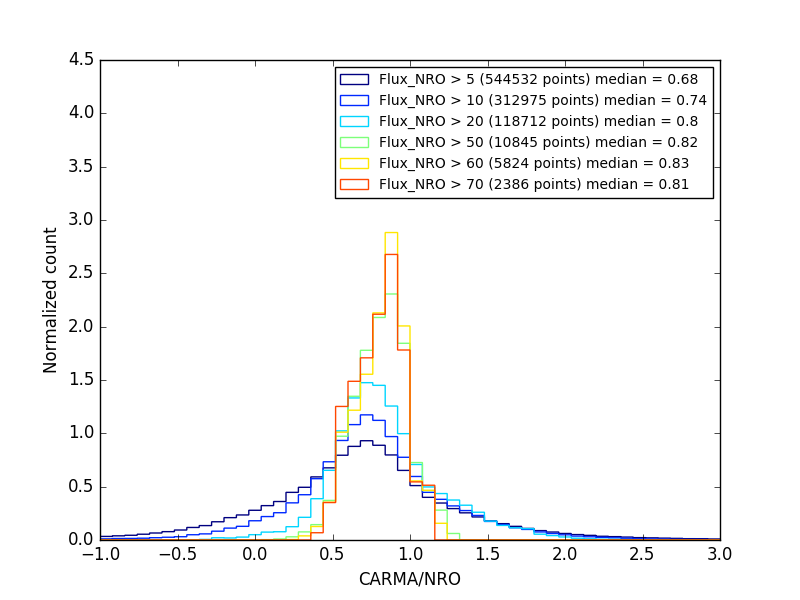 4.5
4.0
3.5
3.0
2.5
2.0
1.5
1.0
0.5
0.0
Normalized count
Flux_NRO > 5 (544532 points) median = 0.68
Flux_NRO > 10 (312975 points) median = 0.74
Flux_NRO > 20 (118712 points) median = 0.8
Flux_NRO > 50 (10845 points) median = 0.82
Flux_NRO > 60 (5824 points) median = 0.83
Flux_NRO > 70 (2386 points) median = 0.81
−1.0 −0.5 0.0 0.5 1.0 1.5 2.0 2.5 3.0
CARMA/NRO